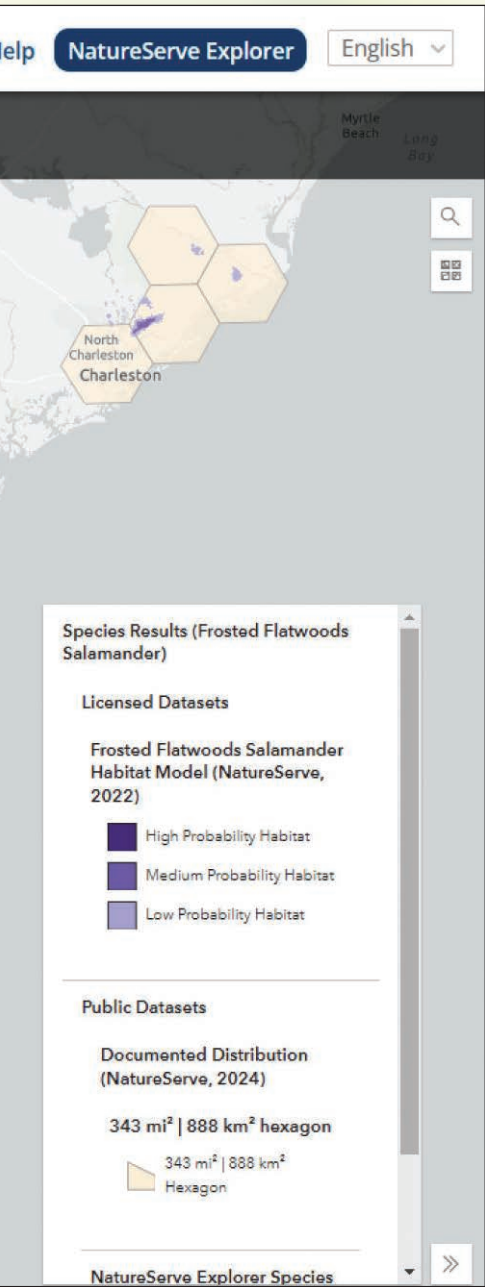 Help
NatureServe Explorer
English
Myrtle
Beach
Long
Bay
North
Charleston
Charleston
Species Results (Frosted Flatwoods
Salamander)
Licensed Datasets
Frosted Flatwoods Salamander
Habitat Model (NatureServe,
2022)
High Probability Habitat
Medium Probability Habitat
Low Probability Habitat
Public Datasets
Documented Distribution
(NatureServe, 2024)
343 mi² | 888 km² hexagon
343 mi² | 888 km²
Hexagon
NatureServe Explorer Species